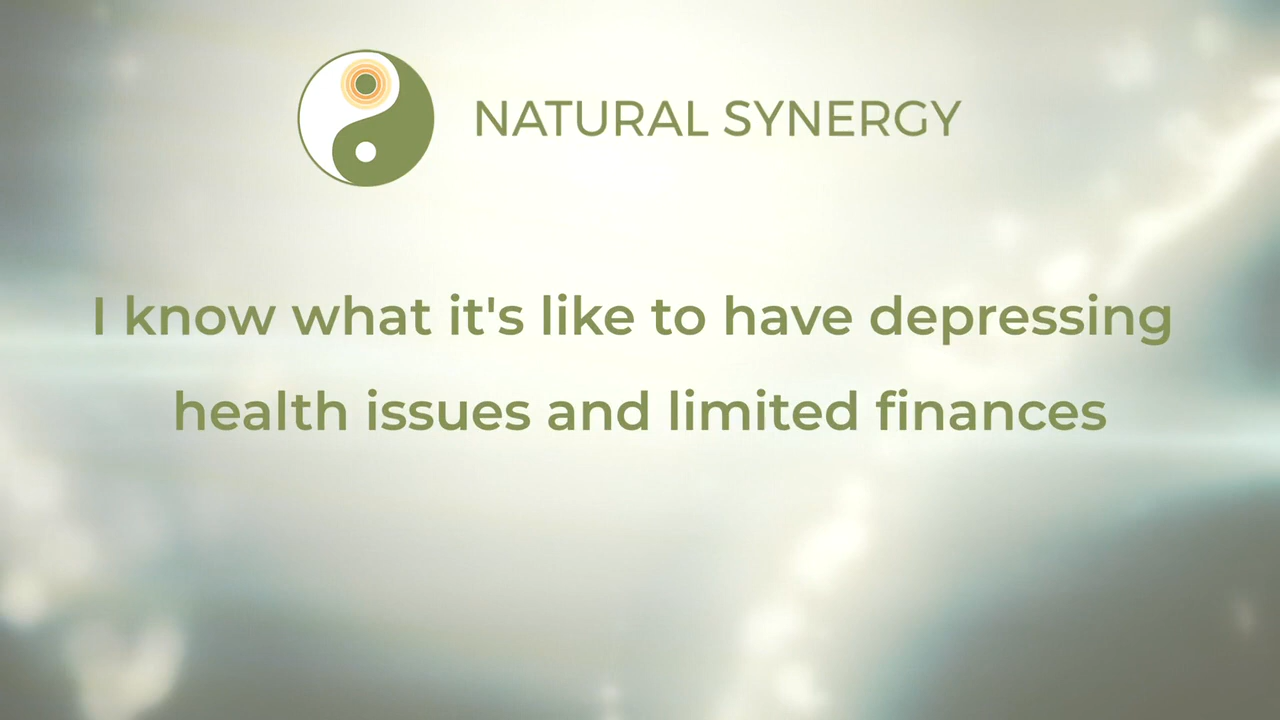 NATURAL SYNERGY
I know what it's like to have depressing
health issues and limited finances